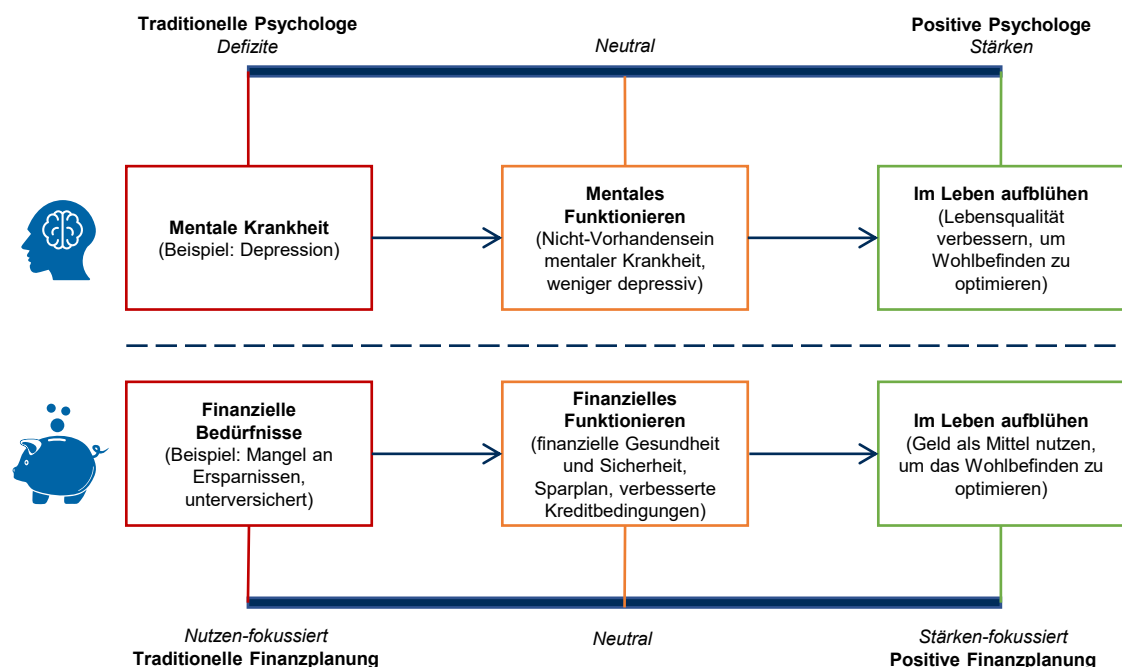 Traditionelle Psychologe
Defizite
Neutral
Positive Psychologe
Stärken
Mentale Krankheit
(Beispiel: Depression)
Mentales
Funktionieren
(Nicht-Vorhandensein
mentaler Krankheit,
weniger depressiv)
Im Leben aufblühen
(Lebensqualität
verbessern, um
Wohlbefinden zu
optimieren)
Finanzielle
Bedürfnisse
(Beispiel: Mangel an
Ersparnissen,
unterversichert)
Finanzielles
Funktionieren
(finanzielle Gesundheit
und Sicherheit,
Sparplan, verbesserte
Kreditbedingungen)
Im Leben aufblühen
(Geld als Mittel nutzen,
um das Wohlbefinden zu
optimieren)
Nutzen-fokussiert
Traditionelle Finanzplanung
Neutral
Stärken-fokussiert
Positive Finanzplanung